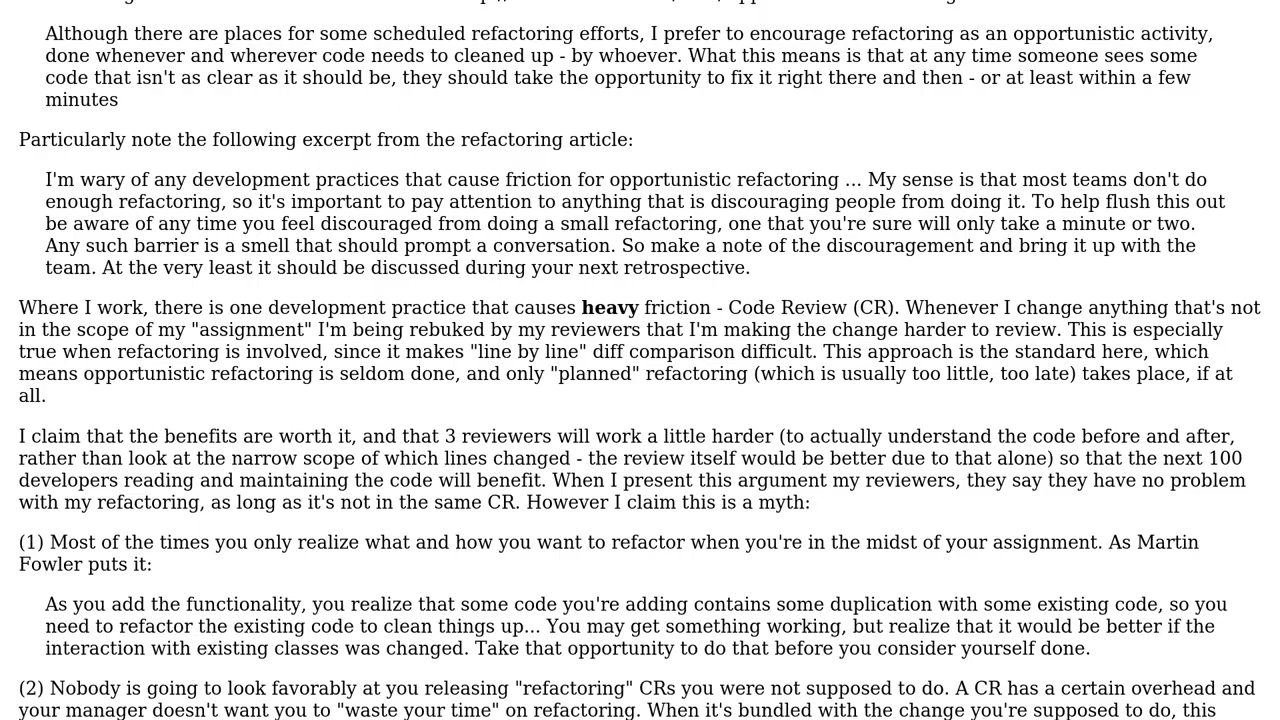 Although there are places for some scheduled refactoring efforts, I prefer to encourage refactoring as an opportunistic activity,
done whenever and wherever code needs to cleaned up - by whoever. What this means is that at any time someone sees some
code that isn't as clear as it should be, they should take the opportunity to fix it right there and then - or at least within a few
minutes
Particularly note the following excerpt from the refactoring article:
I'm wary of any development practices that cause friction for opportunistic refactoring ... My sense is that most teams don't do
enough refactoring, so it's important to pay attention to anything that is discouraging people from doing it. To help flush this out
be aware of any time you feel discouraged from doing a small refactoring, one that you're sure will only take a minute or two.
Any such barrier is a smell that should prompt a conversation. So make a note of the discouragement and bring it up with the
team. At the very least it should be discussed during your next retrospective.
Where I work, there is one development practice that causes heavy friction - Code Review (CR). Whenever I change anything that's not
in the scope of my "assignment" I'm being rebuked by my reviewers that I'm making the change harder to review. This is especially
true when refactoring is involved, since it makes "line by line" diff comparison difficult. This approach is the standard here, which
means opportunistic refactoring is seldom done, and only "planned" refactoring (which is usually too little, too late) takes place, if at
all.
I claim that the benefits are worth it, and that 3 reviewers will work a little harder (to actually understand the code before and after,
rather than look at the narrow scope of which lines changed - the review itself would be better due to that alone) so that the next 100
developers reading and maintaining the code will benefit. When I present this argument my reviewers, they say they have no problem
with my refactoring, as long as it's not in the same CR. However I claim this is a myth:
(1) Most of the times you only realize what and how you want to refactor when you're in the midst of your assignment. As Martin
Fowler puts it:
As you add the functionality, you realize that some code you're adding contains some duplication with some existing code, so you
need to refactor the existing code to clean things up... You may get something working, but realize that it would be better if the
interaction with existing classes was changed. Take that opportunity to do that before you consider yourself done.
(2) Nobody is going to look favorably at you releasing "refactoring" CRs you were not supposed to do. A CR has a certain overhead and
your manager doesn't want you to "waste your time" on refactoring. When it's bundled with the change you're supposed to do, this